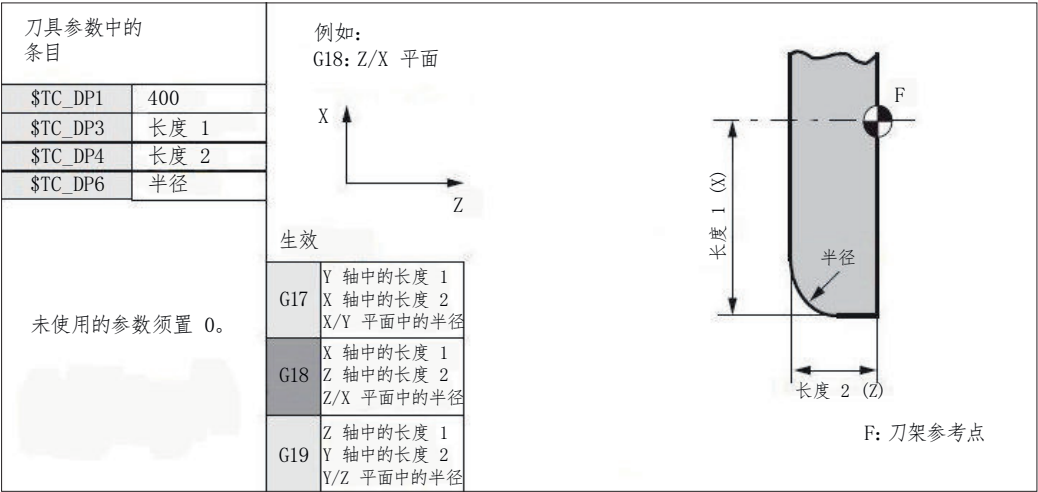 刀具参数中的
条目
$TC_DP1 400
$TC_DP3 长度 1
$TC_DP4 长度 2
$TC_DP6 半径
未使用的参数须置 0。
例如：
G18: Z/X 平面
X
Z
生效
G17
Y 轴中的长度 1
X 轴中的长度 2
X/Y 平面中的半径
G18
X 轴中的长度 1
Z 轴中的长度 2
Z/X 平面中的半径
G19
Z 轴中的长度 1
Y 轴中的长度 2
Y/Z 平面中的半径
F
长度 1 (X)
半径
长度 2 (Z)
F: 刀架参考点